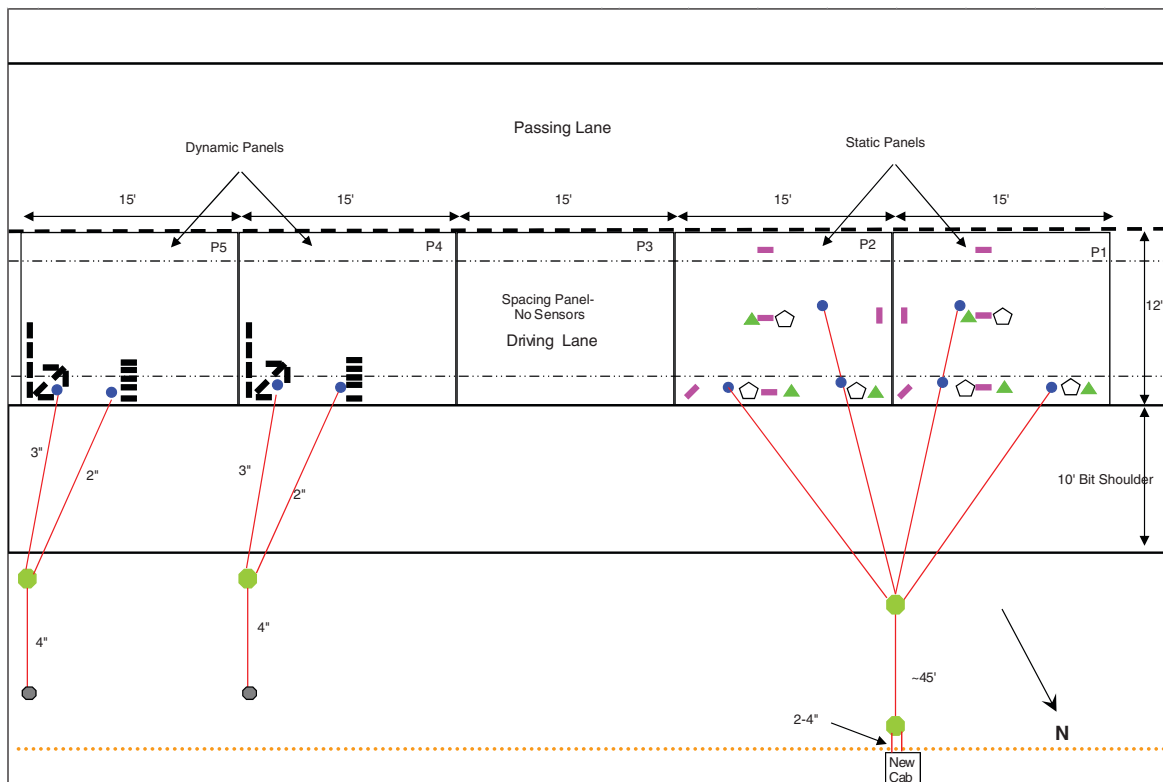 Passing Lane
Dynamic Panels
Static Panels
15'
15'
15'
15'
15'
P5
P4
P3
P2
P1
12'
Spacing Panel-
No Sensors
Driving Lane
3"
2"
3"
2"
10' Bit Shoulder
4"
4"
~45'
2-4"
N
New
Cab